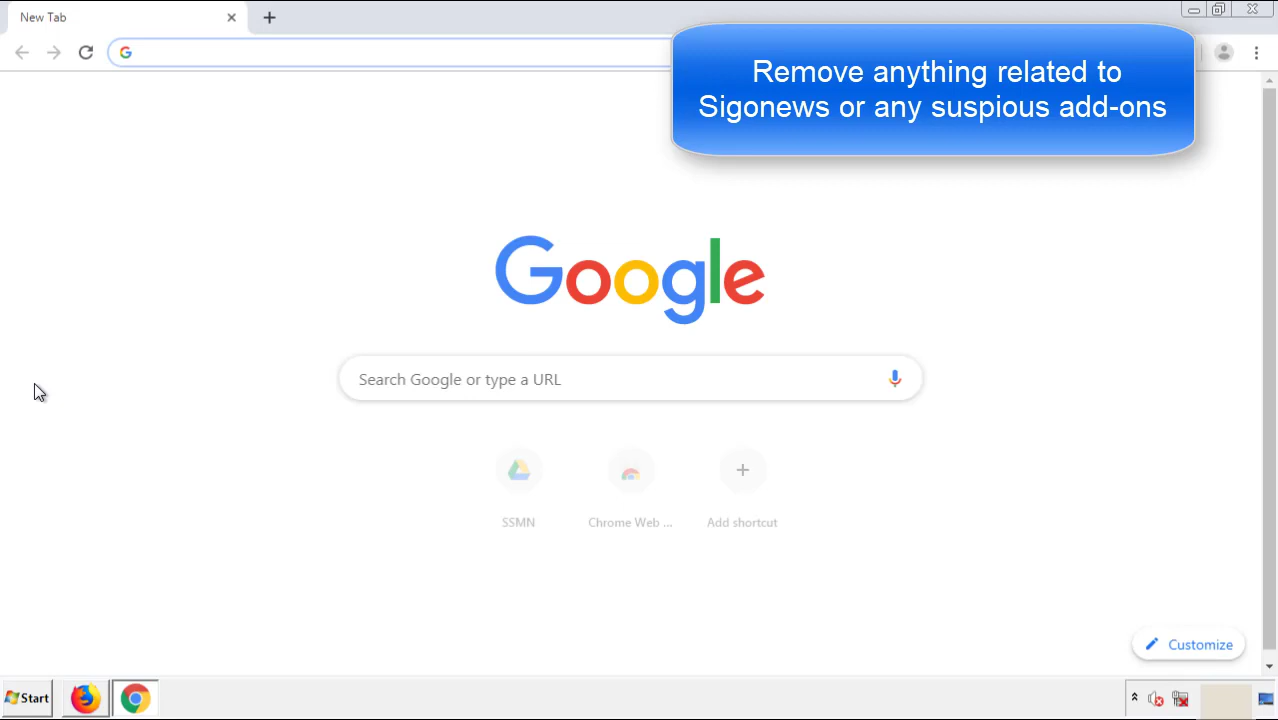 New Tab
Remove anything related to
Sigonews or any suspious add-ons
Google
Search Google or type a URL
SSMN
Chrome Web ...
Add shortcut
Customize
Start